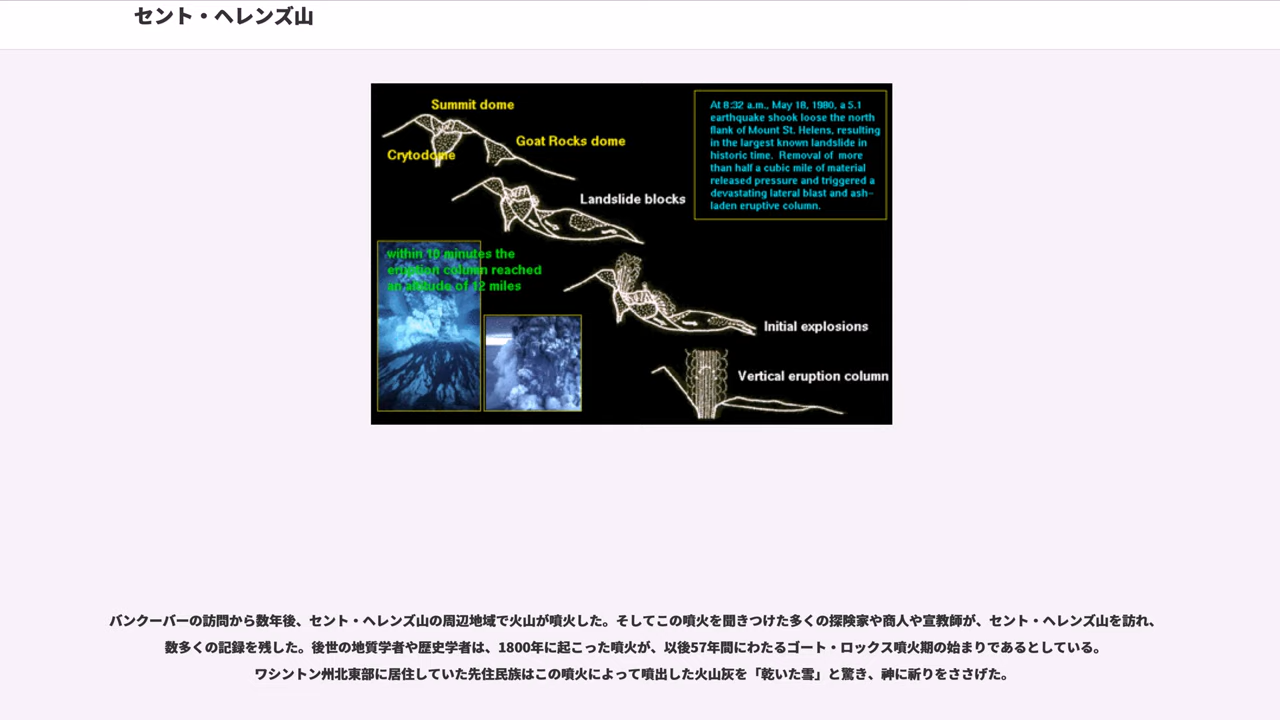 セント・ヘレンズ山
Summit dome
Goat Rocks dome
Crytodome
At 8:32 a.m., May 18, 1980, a 5.1
earthquake shook loose the north
flank of Mount St. Helens, resulting
in the largest known landslide in
historic time. Removal of more
than half a cubic mile of material
released pressure and triggered a
devastating lateral blast and ash-
laden eruptive column.
Landslide blocks
within 10 minutes the
eruption column reached
an altitude of 12 miles
Initial explosions
Vertical eruption column
バンクーバーの訪問から数年後、セント・ヘレンズ山の周辺地域で火山が噴火した。そしてこの噴火を聞きつけた多くの探険家や商人や宣教師が、セント・ヘレンズ山を訪れ、
数多くの記録を残した。後世の地質学者や歴史学者は、1800年に起こった噴火が、以後57年間にわたるゴート・ロックス噴火期の始まりであるとしている。
ワシントン州北東部に居住していた先住民族はこの噴火によって噴出した火山灰を「乾いた雪」と驚き、神に祈りをささげた。